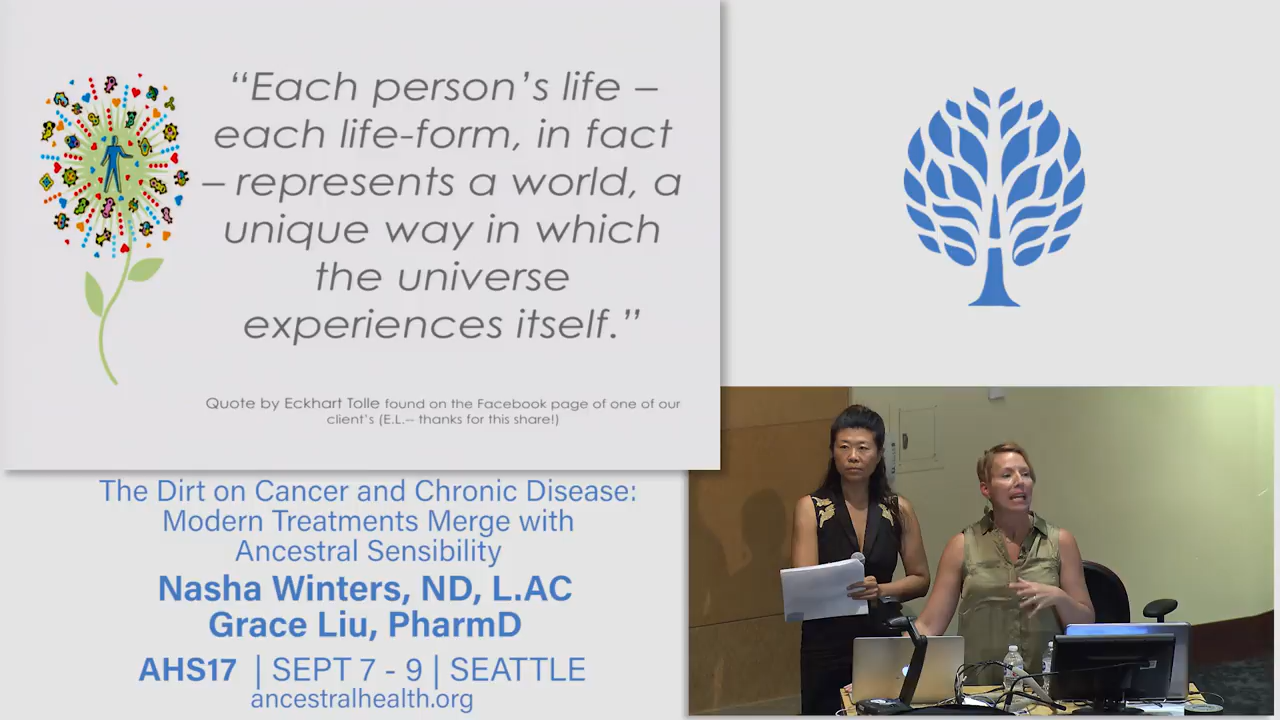 “Each person’s life –
each life-form, in fact
– represents a world, a
unique way in which
the universe
experiences itself.”
Quote by Eckhart Tolle found on the Facebook page of one of our
client’s (E.L.-- thanks for this share!)
The Dirt on Cancer and Chronic Disease:
Modern Treatments Merge with
Ancestral Sensibility
Nasha Winters, ND, L.AC
Grace Liu, PharmD
AHS17 | SEPT 7 - 9 | SEATTLE
ancestralhealth.org